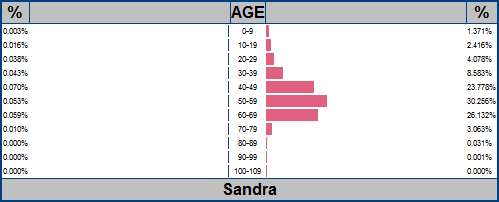 % AGE %
0.003% 0-9 1.371%
0.016% 10-19 2.416%
0.038% 20-29 4.078%
0.043% 30-39 8.583%
0.070% 40-49 23.778%
0.053% 50-59 30.256%
0.059% 60-69 26.132%
0.010% 70-79 3.063%
0.000% 80-89 0.031%
0.000% 90-99 0.001%
0.000% 100-109 0.000%
Sandra